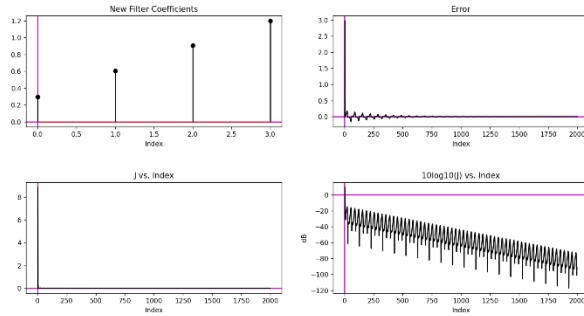 New Filter Coefficients
1.2
1.0
0.8
0.6
0.4
0.2
0.0
0.0 0.5 1.0 1.5 2.0 2.5 3.0
Index
Error
3.0
2.5
2.0
1.5
1.0
0.5
0.0
0 250 500 750 1000 1250 1500 1750 2000
Index
J vs. Index
8
6
4
2
0
0 250 500 750 1000 1250 1500 1750 2000
Index
10log10(J) vs. Index
dB
0
−20
−40
−60
−80
−100
−120
0 250 500 750 1000 1250 1500 1750 2000
Index